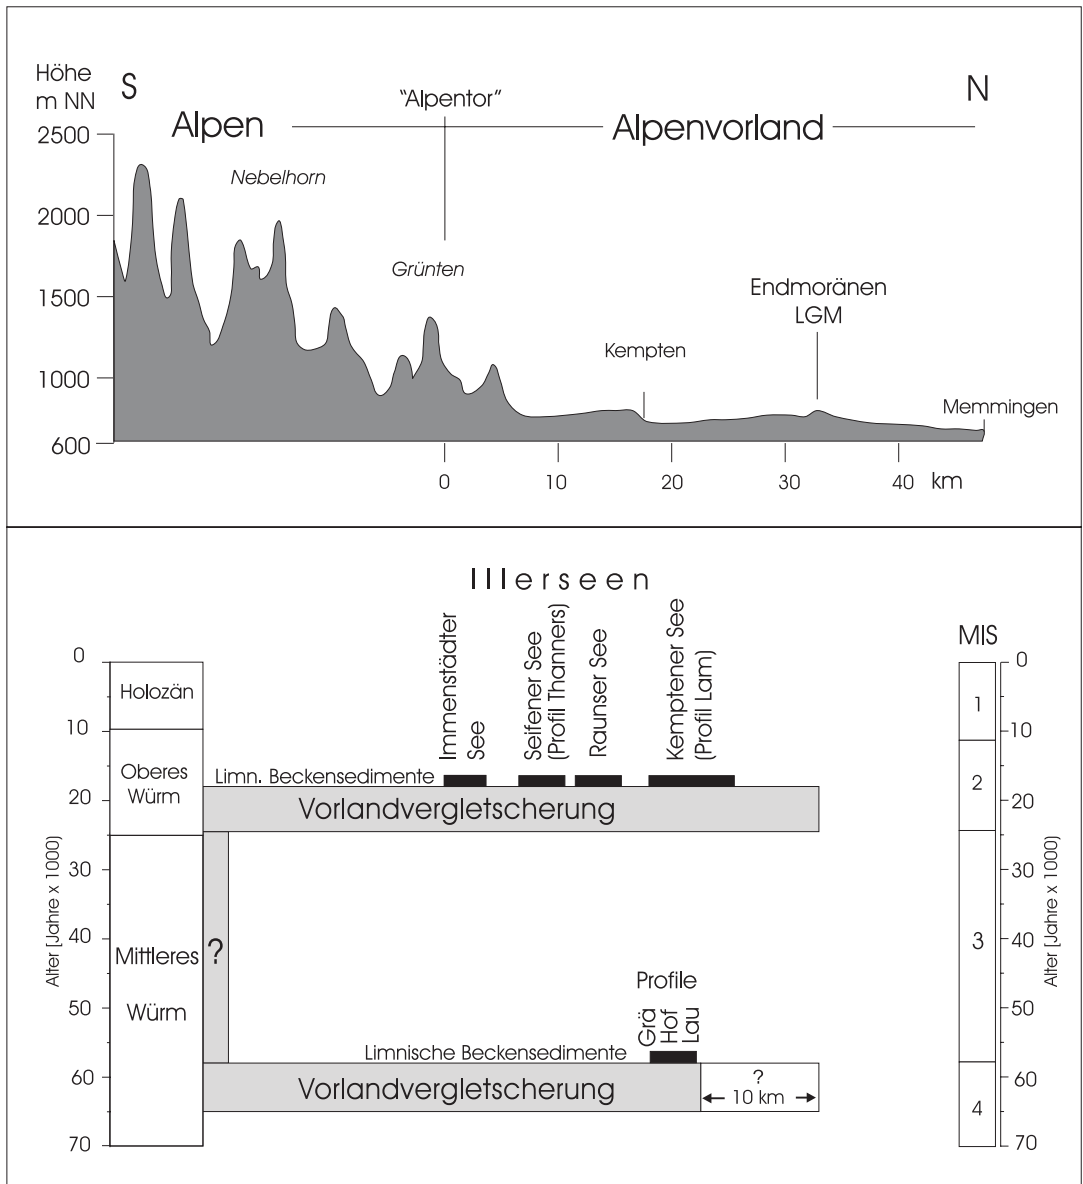 Höhe
m NN
S
"Alpentor"
N
Alpen
Alpenvorland
2500
Nebelhorn
2000
Grünten
1500
Endmoränen
LGM
Kempten
1000
Memmingen
600
0
10
20
30
40
km
Illerseen
Immenstädter
See
Seifener See
(Profil Thanners)
Raunser See
Kemptener See
(Profil Lam)
MIS
0
10
20
30
40
50
60
70
Alter [Jahre x 1000)
Holozän
Oberes
Würm
Mittleres
Würm
Limn. Beckensedimente
Vorlandvergletscherung
?
Profile
Grä
Hof
Lau
Limnische Beckensedimente
Vorlandvergletscherung
?
10 km
1
2
3
4
0
10
20
30
40
50
60
70
Alter [Jahre x 1000)